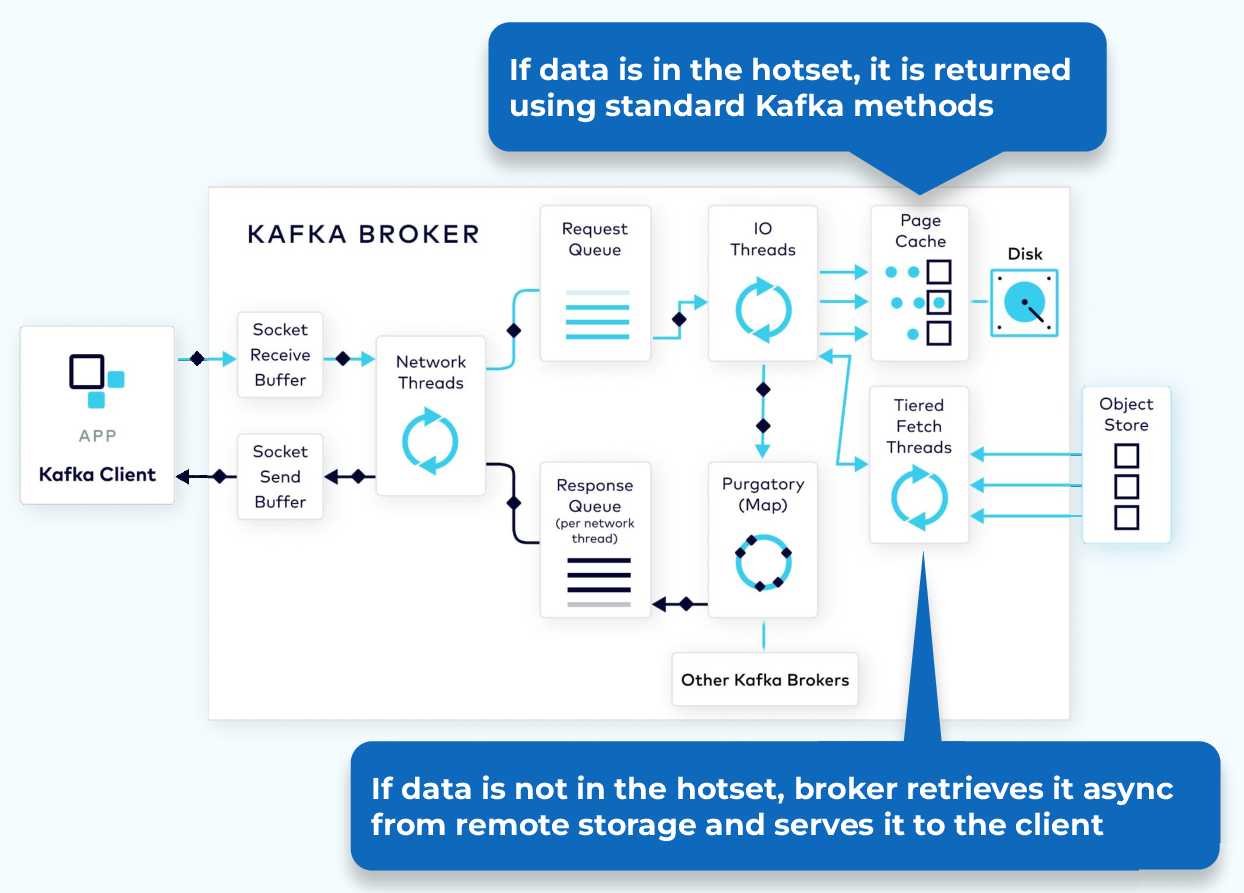 If data is in the hotset, it is returned
using standard Kafka methods
KAFKA BROKER
Request
Queue
IO
Threads
Page
Cache
Disk
Socket
Receive
Buffer
Network
Threads
APP
Kafka Client
Socket
Send
Buffer
Response
Queue
(per network
thread)
Purgatory
(Map)
Tiered
Fetch
Threads
Object
Store
Other Kafka Brokers
If data is not in the hotset, broker retrieves it async
from remote storage and serves it to the client